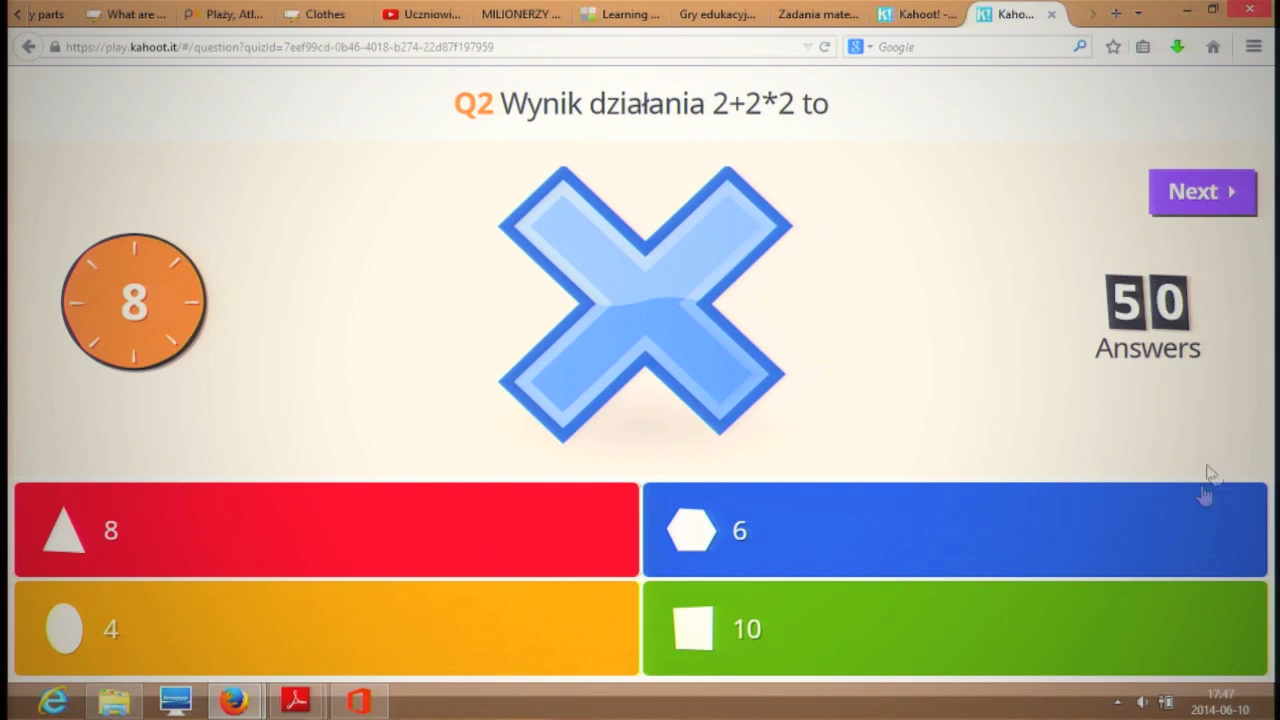 y parts
What are ...
Plaży, Atl...
Clothes
Uczniowi...
MILIONERZY ...
Learning ...
Gry edukacyj...
Zadania mate...
Kahoot! -...
Kaho...
https://play.kahoot.it/#/question?quizId=7eef99cd-0b46-4018-b274-22d87f197959
Google
Q2 Wynik działania 2+2*2 to
Next
8
50
Answers
8
6
4
10
17:47
2014-06-10